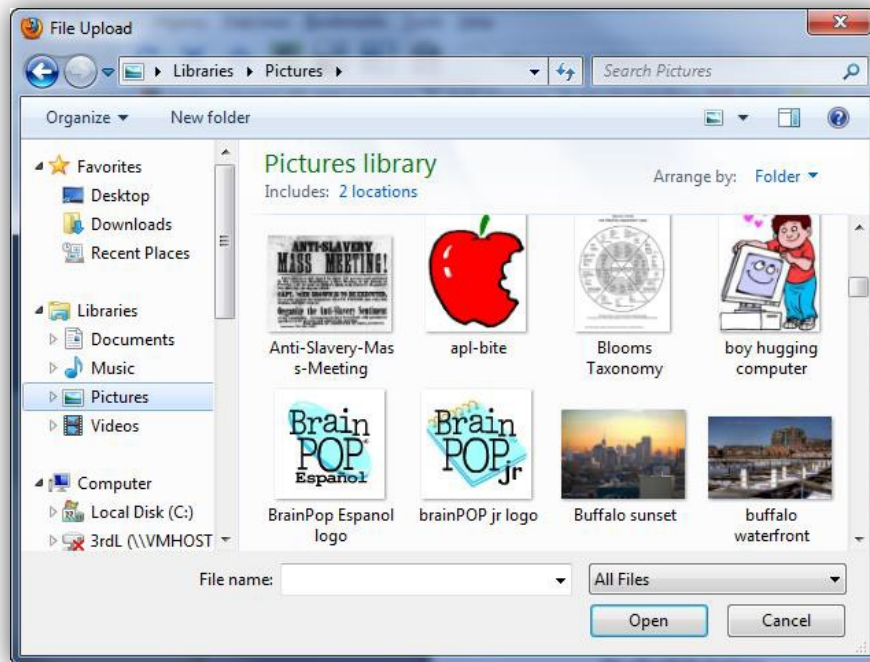 File Upload
Libraries Pictures
Search Pictures
Organize
New folder
Favorites
Desktop
Downloads
Recent Places
Libraries
Documents
Music
Pictures
Videos
Computer
Local Disk (C:)
3rdL (\\VMHOST
Pictures library
Includes: 2 locations
Arrange by: Folder
ANTI-SLAVERY
MASS MEETING!
Anti-Slavery-Mas
s-Meeting
apl-bite
Blooms
Taxonomy
boy hugging
computer
Brain
POP
Espanol
BrainPop Espanol
logo
Brain
POP
jr
brainPOP jr logo
Buffalo sunset
buffalo
waterfront
File name:
All Files
Open
Cancel